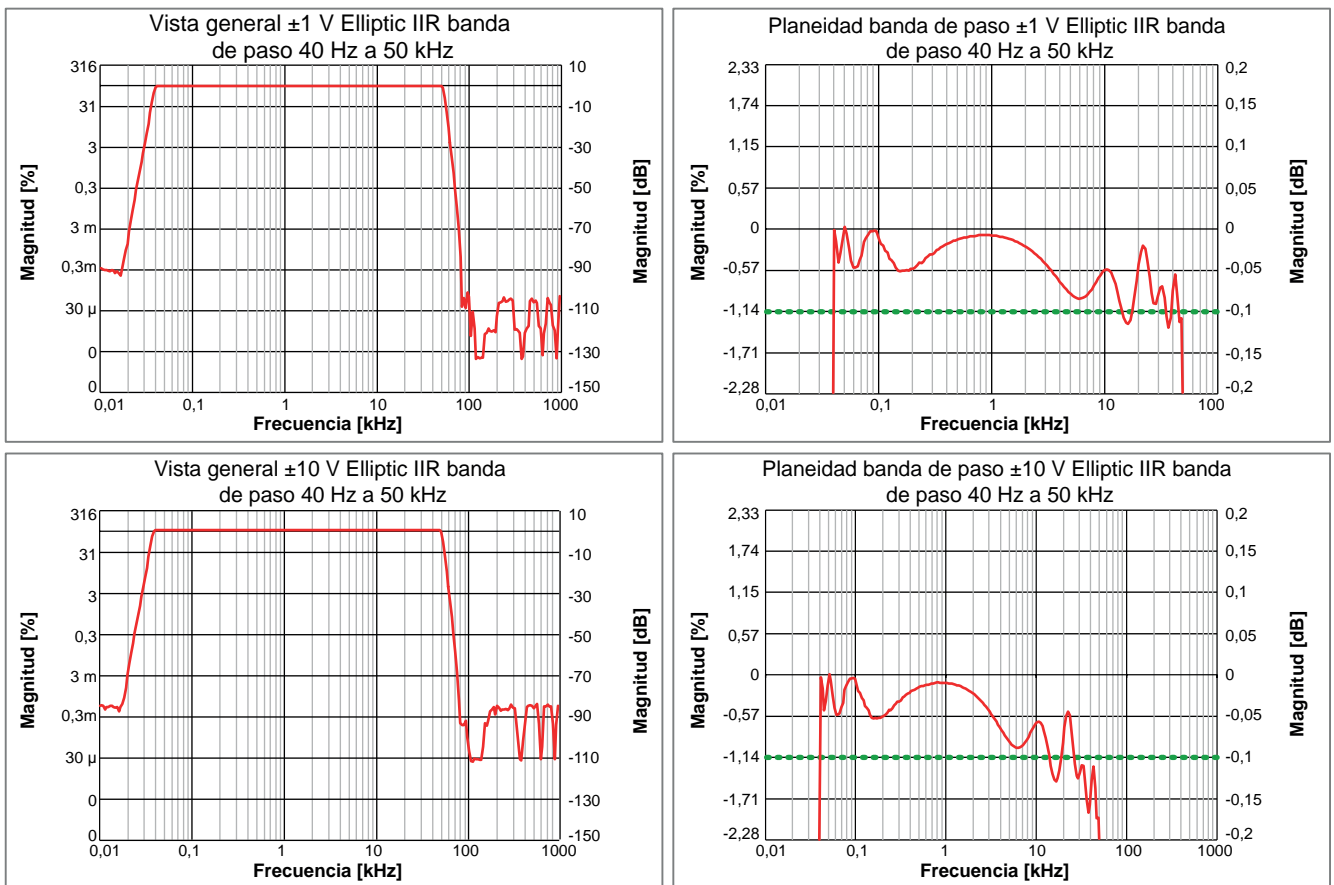 Vista general ±1 V Elliptic IIR banda
de paso 40 Hz a 50 kHz
316
31
3
0,3
3 m
0,3m
30 µ
0
0
Magnitud [%]
10
-10
-30
-50
-70
-90
-110
-130
-150
Magnitud [dB]
0,01 0,1 1 10 100 1000
Frecuencia [kHz]
Planeidad banda de paso ±1 V Elliptic IIR banda
de paso 40 Hz a 50 kHz
2,33
1,74
1,15
0,57
0
-0,57
-1,14
-1,71
-2,28
Magnitud [%]
0,2
0,15
0,1
0,05
0
-0,05
-0,1
-0,15
-0,2
Magnitud [dB]
0,01 0,1 1 10 100
Frecuencia [kHz]
Vista general ±10 V Elliptic IIR banda
de paso 40 Hz a 50 kHz
316
31
3
0,3
3 m
0,3m
30 µ
0
0
Magnitud [%]
10
-10
-30
-50
-70
-90
-110
-130
-150
Magnitud [dB]
0,01 0,1 1 10 100 1000
Frecuencia [kHz]
Planeidad banda de paso ±10 V Elliptic IIR banda
de paso 40 Hz a 50 kHz
2,33
1,74
1,15
0,57
0
-0,57
-1,14
-1,71
-2,28
Magnitud [%]
0,2
0,15
0,1
0,05
0
-0,05
-0,1
-0,15
-0,2
Magnitud [dB]
0,01 0,1 1 10 100 1000
Frecuencia [kHz]